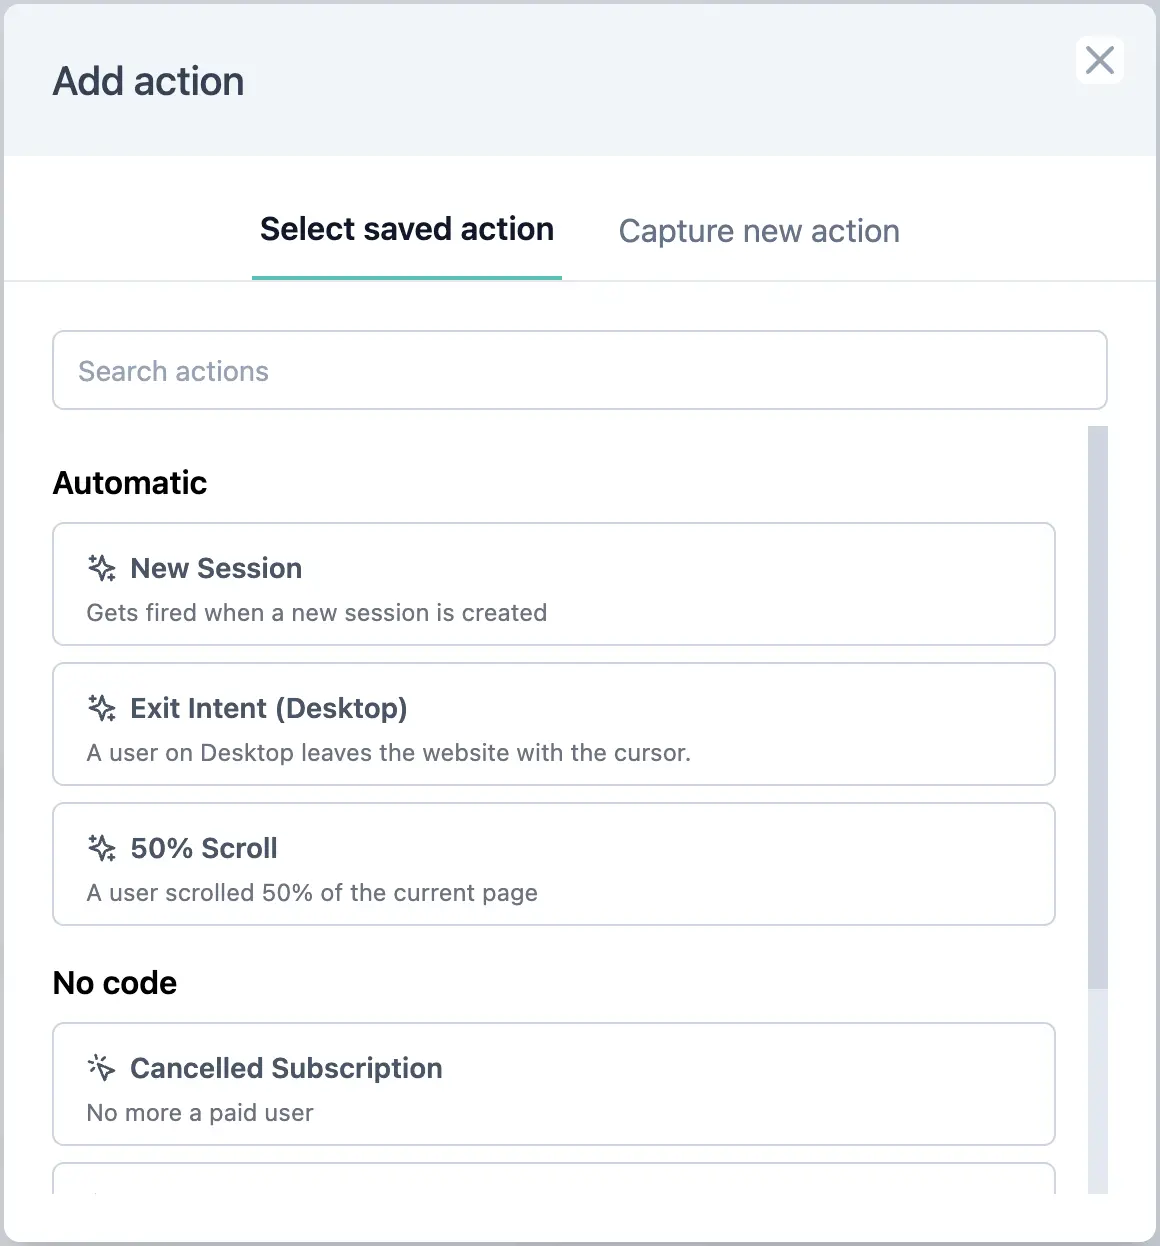 Add action
Select saved action
Capture new action
Search actions
Automatic
New Session
Gets fired when a new session is created
Exit Intent (Desktop)
A user on Desktop leaves the website with the cursor.
50% Scroll
A user scrolled 50% of the current page
No code
Cancelled Subscription
No more a paid user